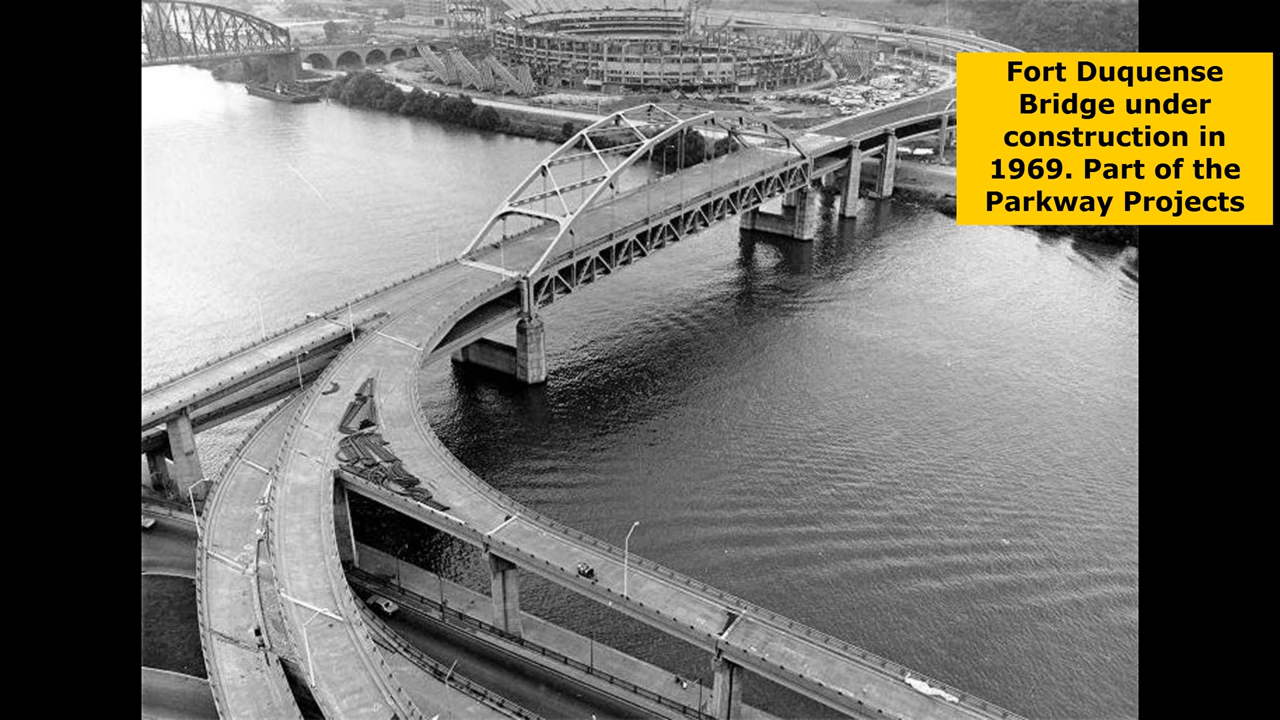 Fort Duquense
Bridge under
construction in
1969. Part of the
Parkway Projects